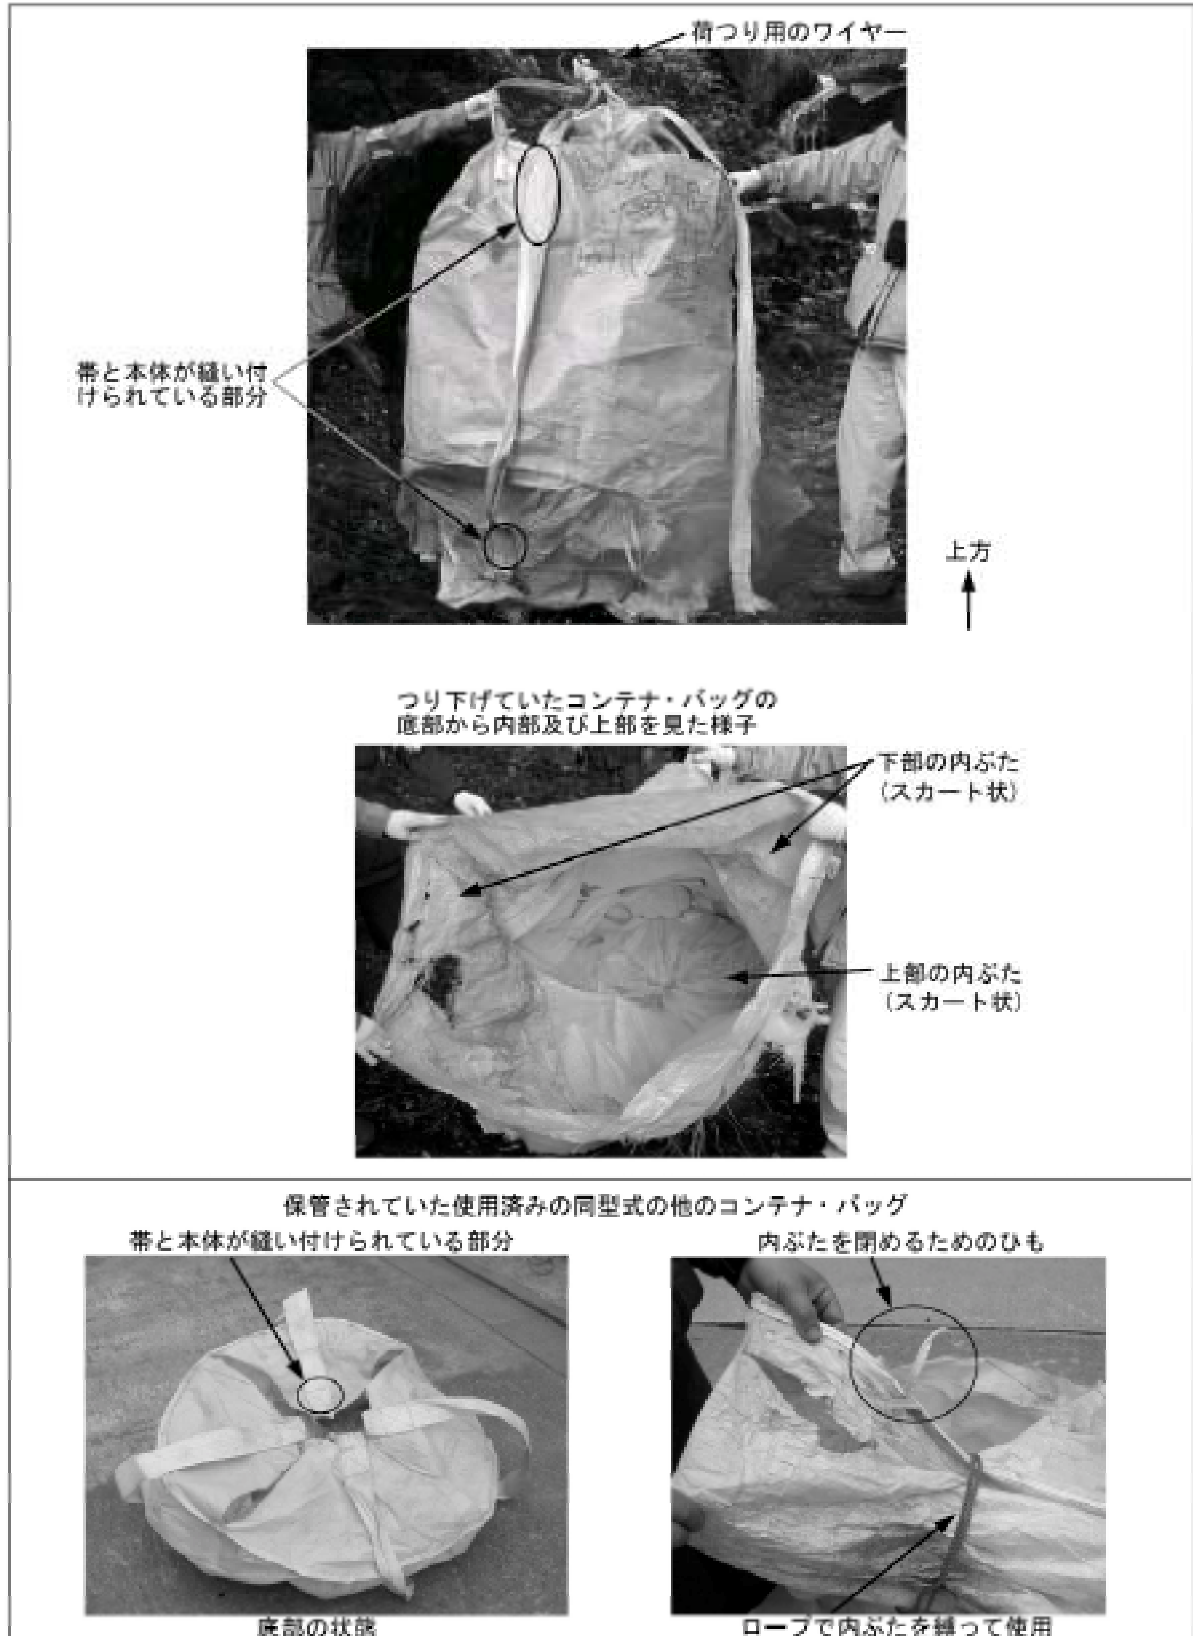 荷つり用のワイヤー
帯と本体が縫い付
けられている部分
上方
つり下げていたコンテナ・バッグの
底部から内部及び上部を見た様子
下部の内ぶた
(スカート状)
上部の内ぶた
(スカート状)
保管されていた使用済みの同型式の他のコンテナ・バッグ
帯と本体が縫い付けられている部分
内ぶたを閉めるためのひも
底部の状態
ロープで内ぶたを縛って使用